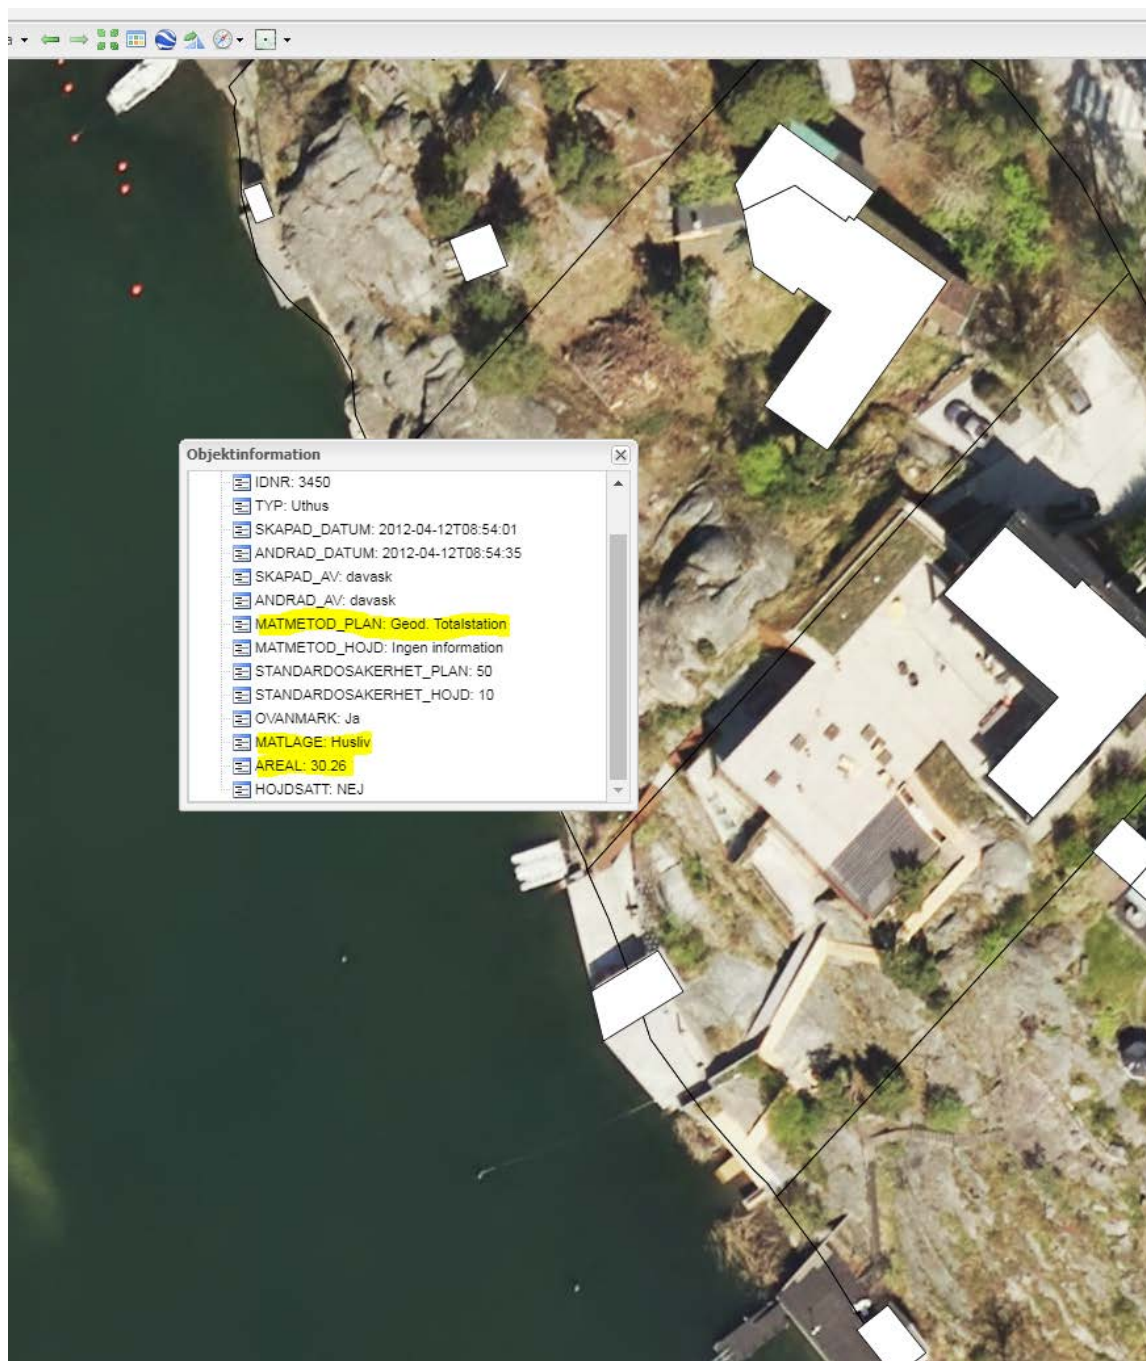 Objektinformation
IDNR: 3450
TYP: Uthus
SKAPAD_DATUM: 2012-04-12T08:54:01
ANDRAD_DATUM: 2012-04-12T08:54:35
SKAPAD_AV: davask
ANDRAD_AV: davask
MATMETOD_PLAN: Geod. Totalstation
MATMETOD_HOJD: Ingen information
STANDARDOSAKERHET_PLAN: 50
STANDARDOSAKERHET_HOJD: 10
OVANMARK: Ja
MATLAGE: Husliv
AREAL: 30.26
HOJDSATT: NEJ